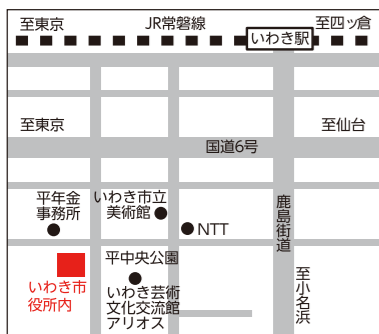 至東京
JR常磐線
至四ッ倉
いわき駅
至東京
至仙台
国道6号
平年金
事務所
いわき市立
美術館
NTT
鹿島街道
いわき市
役所内
平中央公園
いわき芸術
文化交流館
アリオス
至小名浜